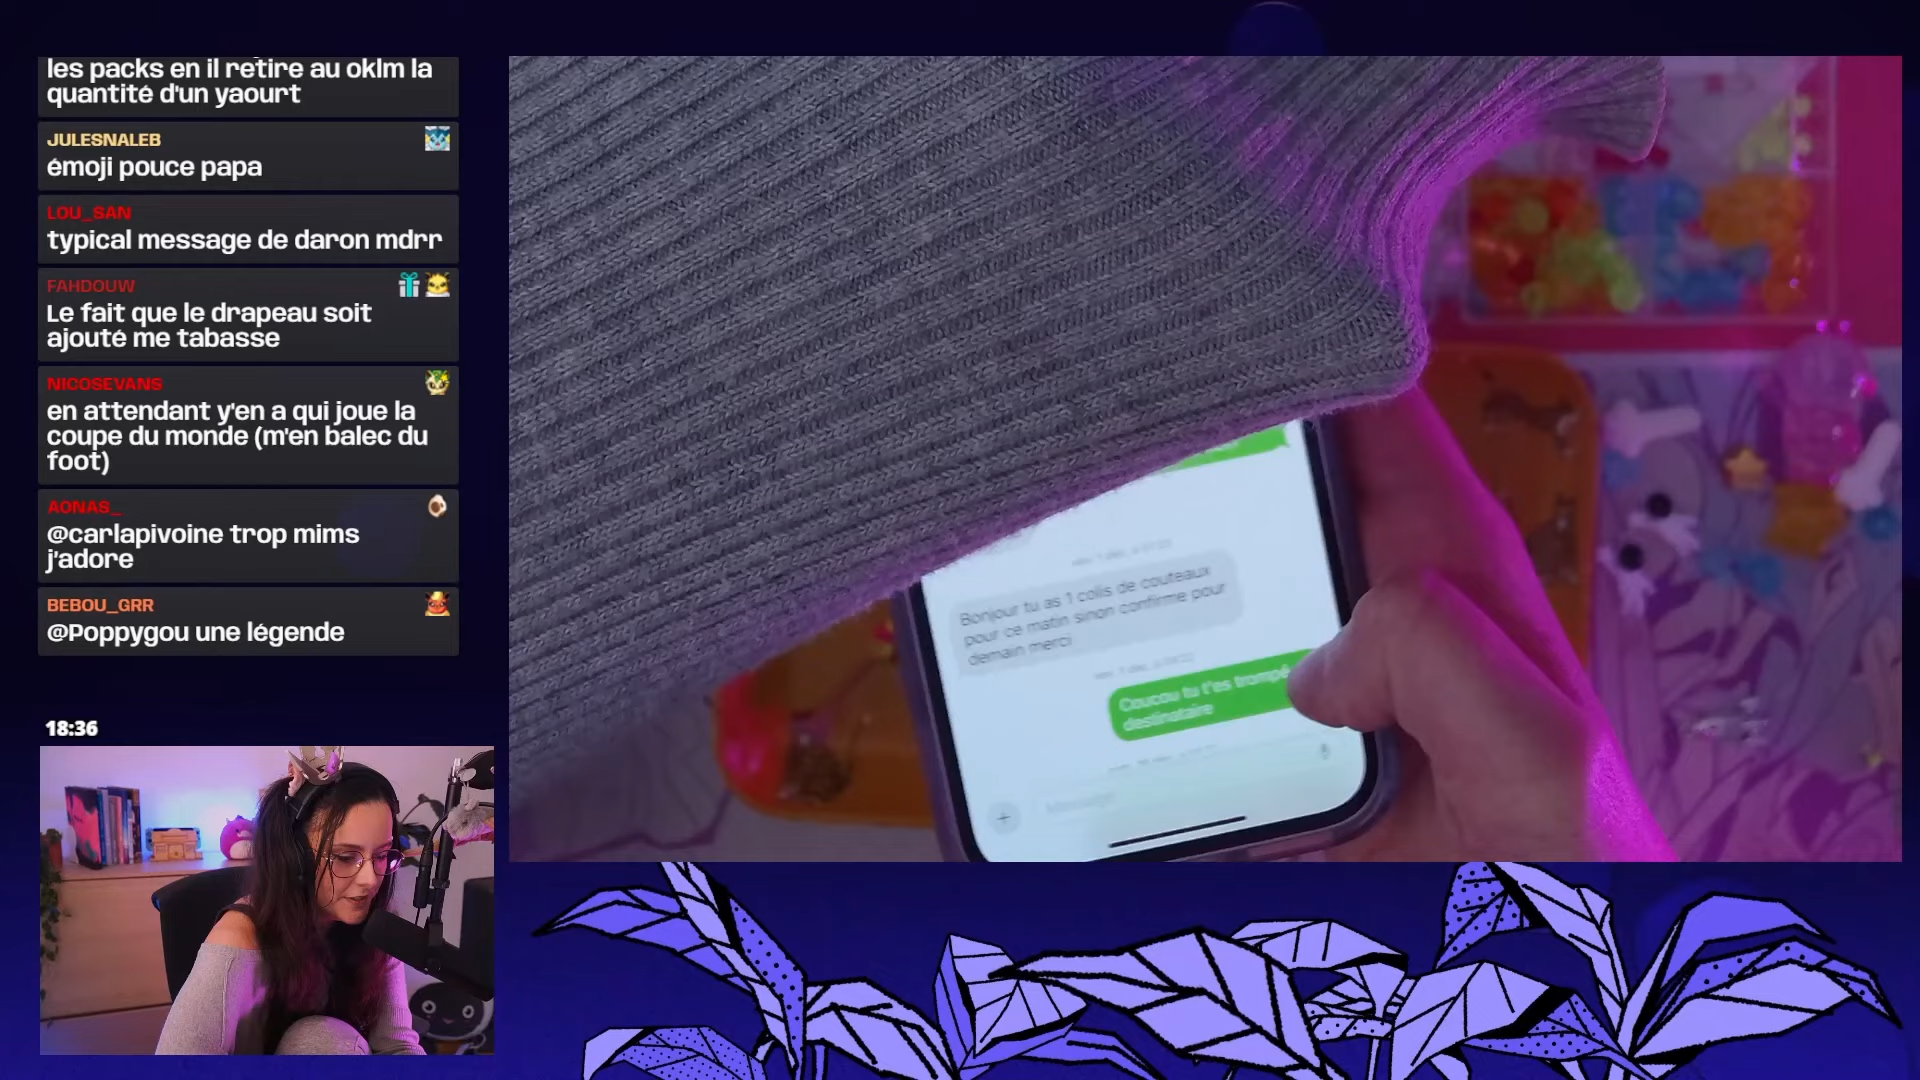 les packs en il retire au oklm la
quantité d'un yaourt
JULESNALEB
émoji pouce papa
LOU_SAN
typical message de daron mdrr
FAHDOUW
Le fait que le drapeau soit
ajouté me tabasse
NICOSEVANS
en attendant y'en a qui joue la
coupe du monde (m'en balec du
foot)
AONAS_
@carlapivoine trop mims
j'adore
BEBOU_GRR
@Poppygou une légende
18:36
Bonjour tu as 1 colis de couteaux
pour ce matin sinon confirme pour
demain merci
Coucou tu t'es trompé
destinataire
Message